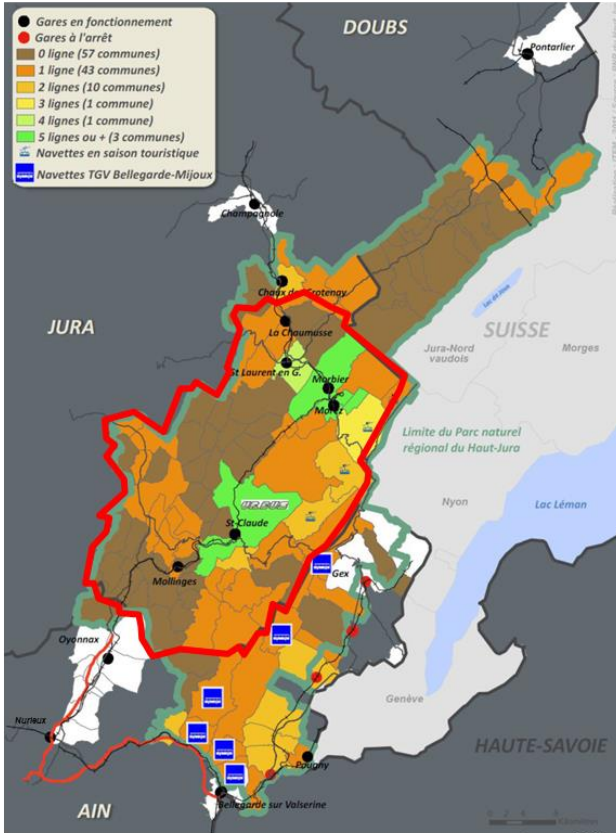 Gares en fonctionnement
Gares à l'arrêt
0 ligne (57 communes)
1 ligne (43 communes)
2 lignes (10 communes)
3 lignes (1 commune)
4 lignes (1 commune)
5 lignes ou + (3 communes)
Navettes en saison touristique
Navettes TGV Bellegarde-Mijoux
DOUBS
Pontarlier
Champagnole
JURA
La Chaumusse
Lac de Joux
SUISSE
Jura-Nord
vaudois
Morges
St Laurent en G.
Morbier
Morez
Limite du Parc naturel
régional du Haut-Jura
Nyon
Lac Léman
St-Claude
Molinges
Gex
Oyonnax
Genève
Nurieux
HAUTE-SAVOIE
Pougny
Bellegarde sur Valserine
AIN